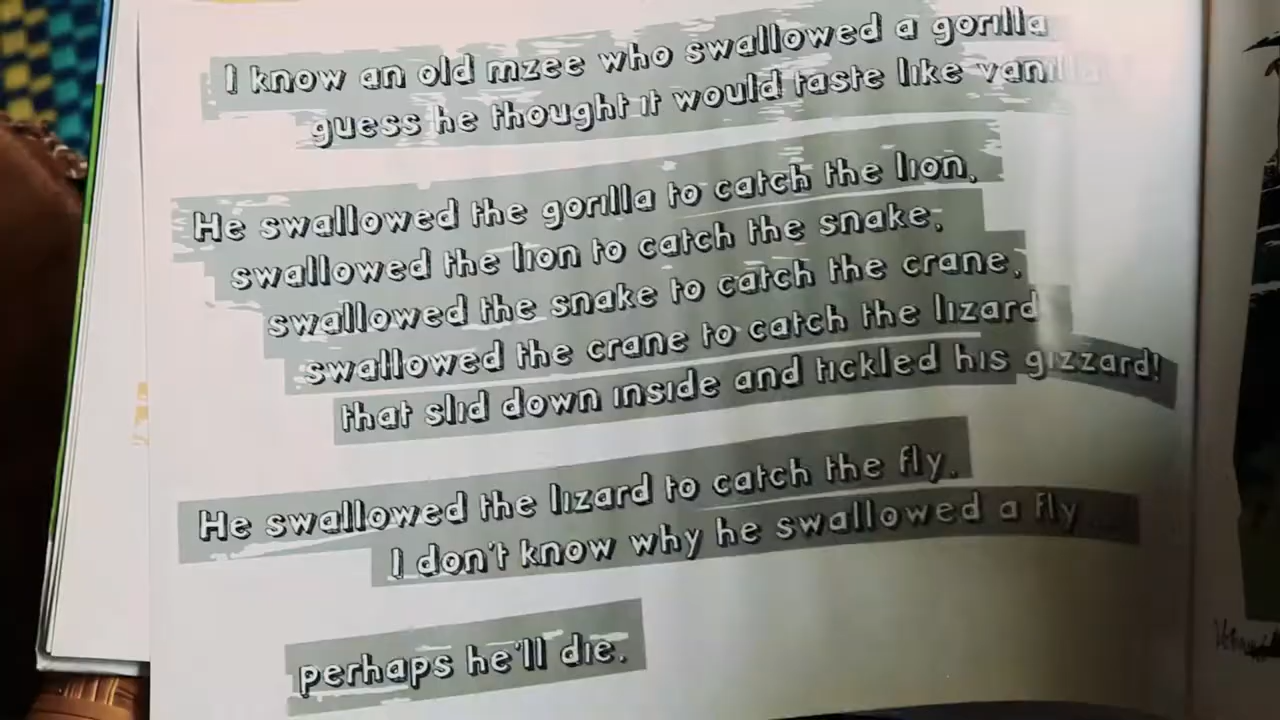 I know an old mzee who swallowed a gorilla
guess he thought it would taste like vanilla
He swallowed the gorilla to catch the lion,
swallowed the lion to catch the snake;
swallowed the snake to catch the crane,
swallowed the crane to catch the lizard
that slid down inside and tickled his gizzard!
He swallowed the lizard to catch the fly.
I don't know why he swallowed a fly...
perhaps he'll die.